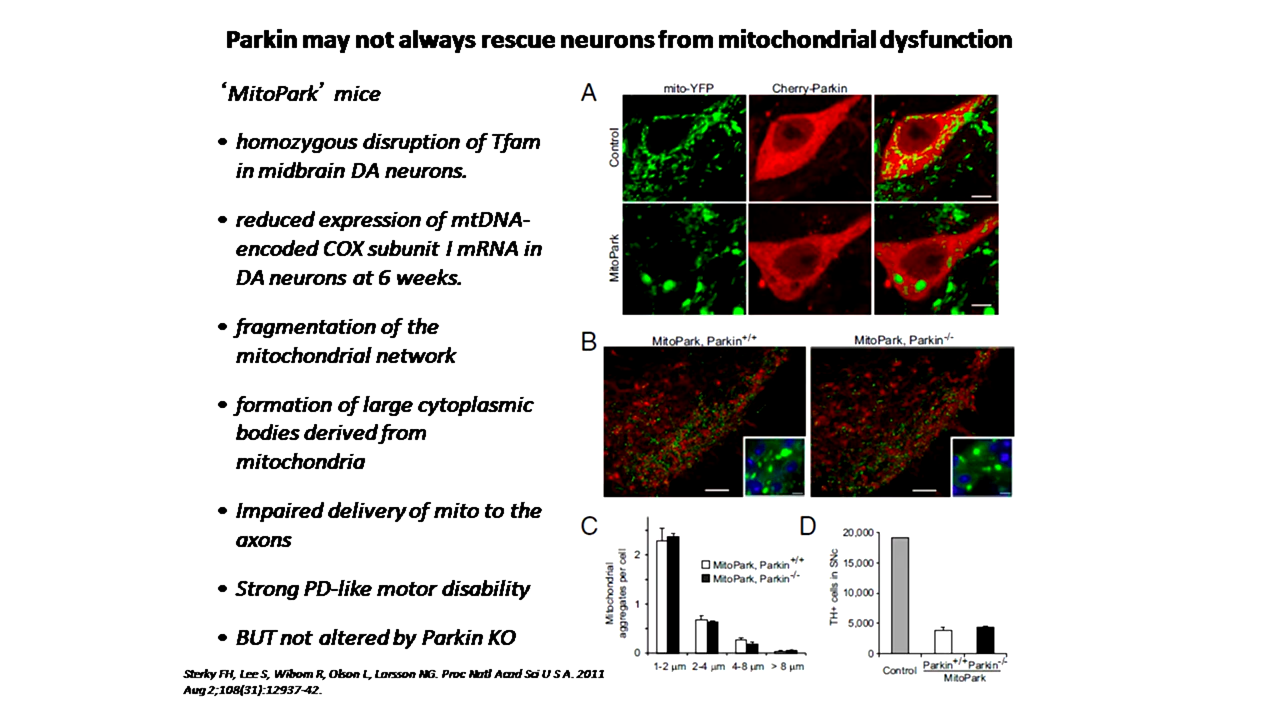 Parkin may not always rescue neurons from mitochondrial dysfunction
‘MitoPark’ mice
• homozygous disruption of Tfam
in midbrain DA neurons.
• reduced expression of mtDNA-
encoded COX subunit I mRNA in
DA neurons at 6 weeks.
• fragmentation of the
mitochondrial network
• formation of large cytoplasmic
bodies derived from
mitochondria
• Impaired delivery of mito to the
axons
• Strong PD-like motor disability
• BUT not altered by Parkin KO
Sterky FH, Lee S, Wibom R, Olson L, Larsson NG. Proc Natl Acad Sci U S A. 2011
Aug 2;108(31):12937-42.
A
mito-YFP Cherry-Parkin
Control
MitoPark
B
MitoPark, Parkin+/+ MitoPark, Parkin-/-
C
Mitochondrial
aggregates per cell
2
1
0
MitoPark, Parkin+/+
MitoPark, Parkin-/-
1-2 µm 2-4 µm 4-8 µm > 8 µm
D
TH+ cells in SNc
20,000
15,000
10,000
5,000
0
Control Parkin+/+ Parkin-/-
MitoPark